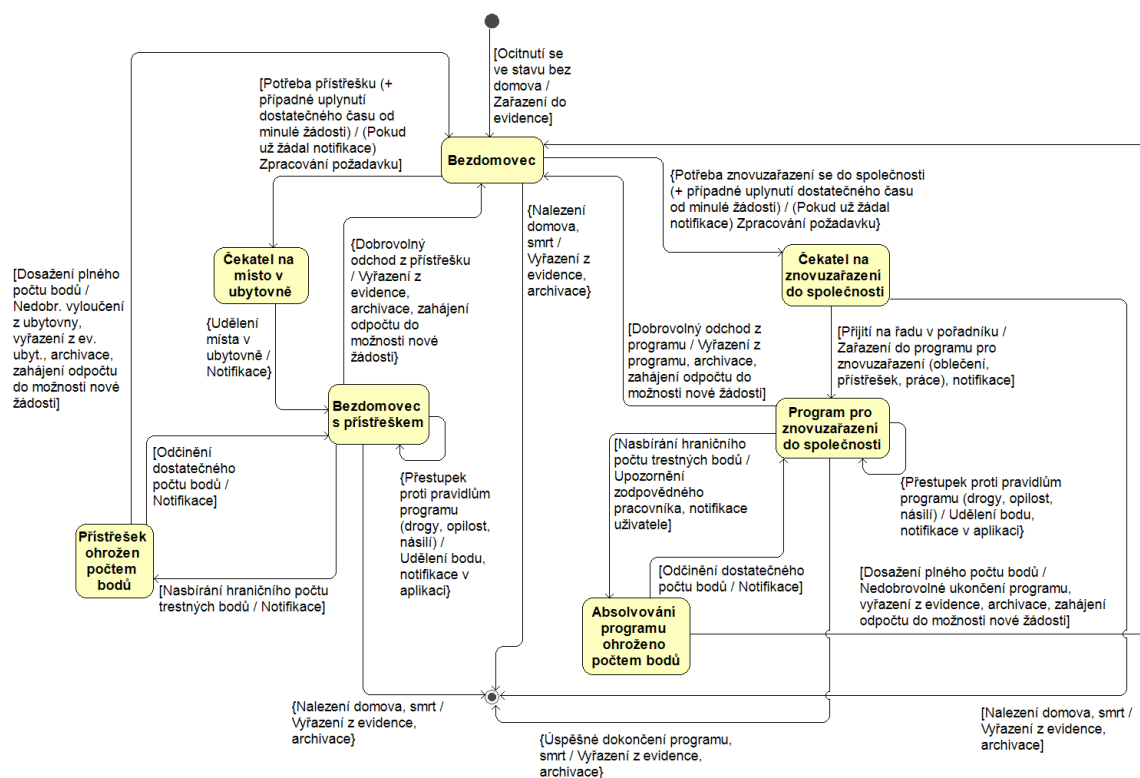 [Ocitnutí se
ve stavu bez
domova /
Zařazení do
evidence]
[Potřeba přístřešku (+
případné uplynutí
dostatečného času od
minulé žádosti) / (Pokud
už žádal notifikace)
Zpracování požadavku]
Bezdomovec
{Potřeba znovuzařazení se do společnosti
(+ případné uplynutí dostatečného času
od minulé žádosti) / (Pokud už žádal
notifikace) Zpracování požadavku}
{Nalezení
domova,
smrt /
Vyřazení z
evidence,
archivace}
Čekatel na
místo v
ubytovně
{Dobrovolný
odchod z přístřešku
/ Vyřazení z
evidence,
archivace, zahájení
odpočtu do
možnosti nové
žádosti}
Čekatel na
znovuzařazení
do společnosti
[Dosažení plného
počtu bodů /
Nedobr. vyloučení
z ubytovny,
vyřazení z ev.
ubyt., archivace,
zahájení odpočtu
do možnosti nové
žádosti]
{Udělení
místa v
ubytovně /
Notifikace}
[Dobrovolný odchod z
programu / Vyřazení z
programu, archivace,
zahájení odpočtu do
možnosti nové žádosti]
[Přijití na řadu v pořadníku /
Zařazení do programu pro
znovuzařazení (oblečení,
přístřešek, práce), notifikace]
Bezdomovec
s přístřeškem
Program pro
znovuzařazení
do společnosti
[Odčinění
dostatečného
počtu bodů /
Notifikace]
[Nasbírání hraničního
počtu trestných bodů /
Upozornění
zodpovědného
pracovníka, notifikace
uživatele]
{Přestupek
proti pravidlům
programu
(drogy, opilost,
násilí) /
Udělení bodu,
notifikace v
aplikaci}
{Přestupek proti pravidlům
programu (drogy, opilost,
násilí) / Udělení bodu,
notifikace v aplikaci}
Přístřešek
ohrožen
počtem
bodů
[Nasbírání hraničního počtu
trestných bodů / Notifikace]
[Odčinění dostatečného
počtu bodů / Notifikace]
[Dosažení plného počtu bodů /
Nedobrovolné ukončení programu,
vyřazení z evidence, archivace, zahájení
odpočtu do možnosti nové žádosti]
Absolvování
programu
ohroženo
počtem bodů
{Nalezení domova, smrt /
Vyřazení z evidence,
archivace}
{Úspěšné dokončení programu,
smrt / Vyřazení z evidence,
archivace}
[Nalezení domova, smrt /
Vyřazení z evidence,
archivace]